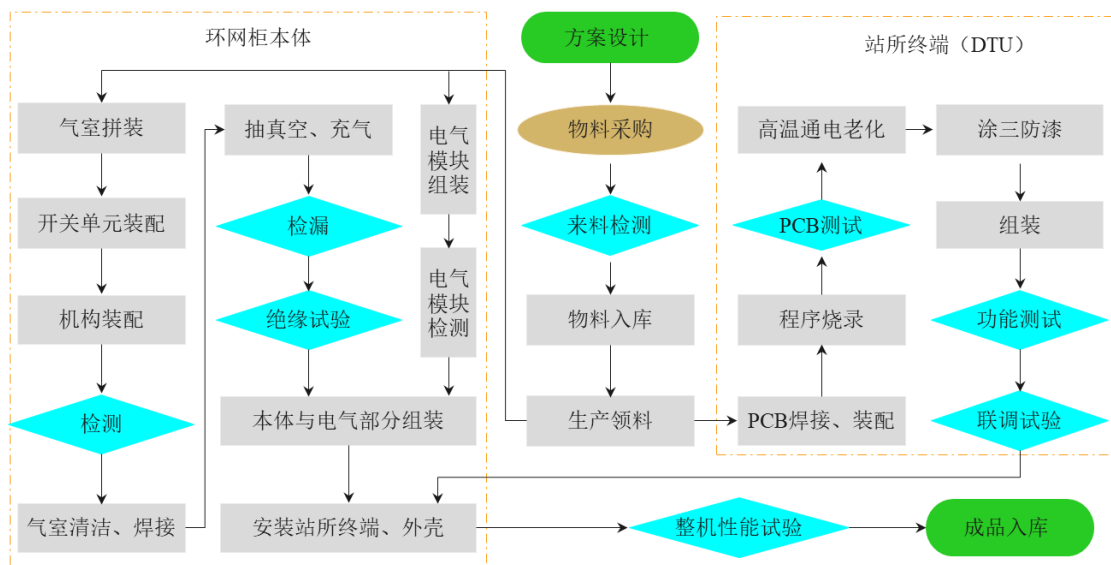 环网柜本体
方案设计
站所终端（DTU）
气室拼装
抽真空、充气
电气
模块
组装
物料采购
高温通电老化
涂三防漆
开关单元装配
检漏
来料检测
PCB测试
组装
机构装配
绝缘试验
电气
模块
检测
物料入库
程序烧录
功能测试
检测
本体与电气部分组装
生产领料
PCB焊接、装配
联调试验
气室清洁、焊接
安装站所终端、外壳
整机性能试验
成品入库